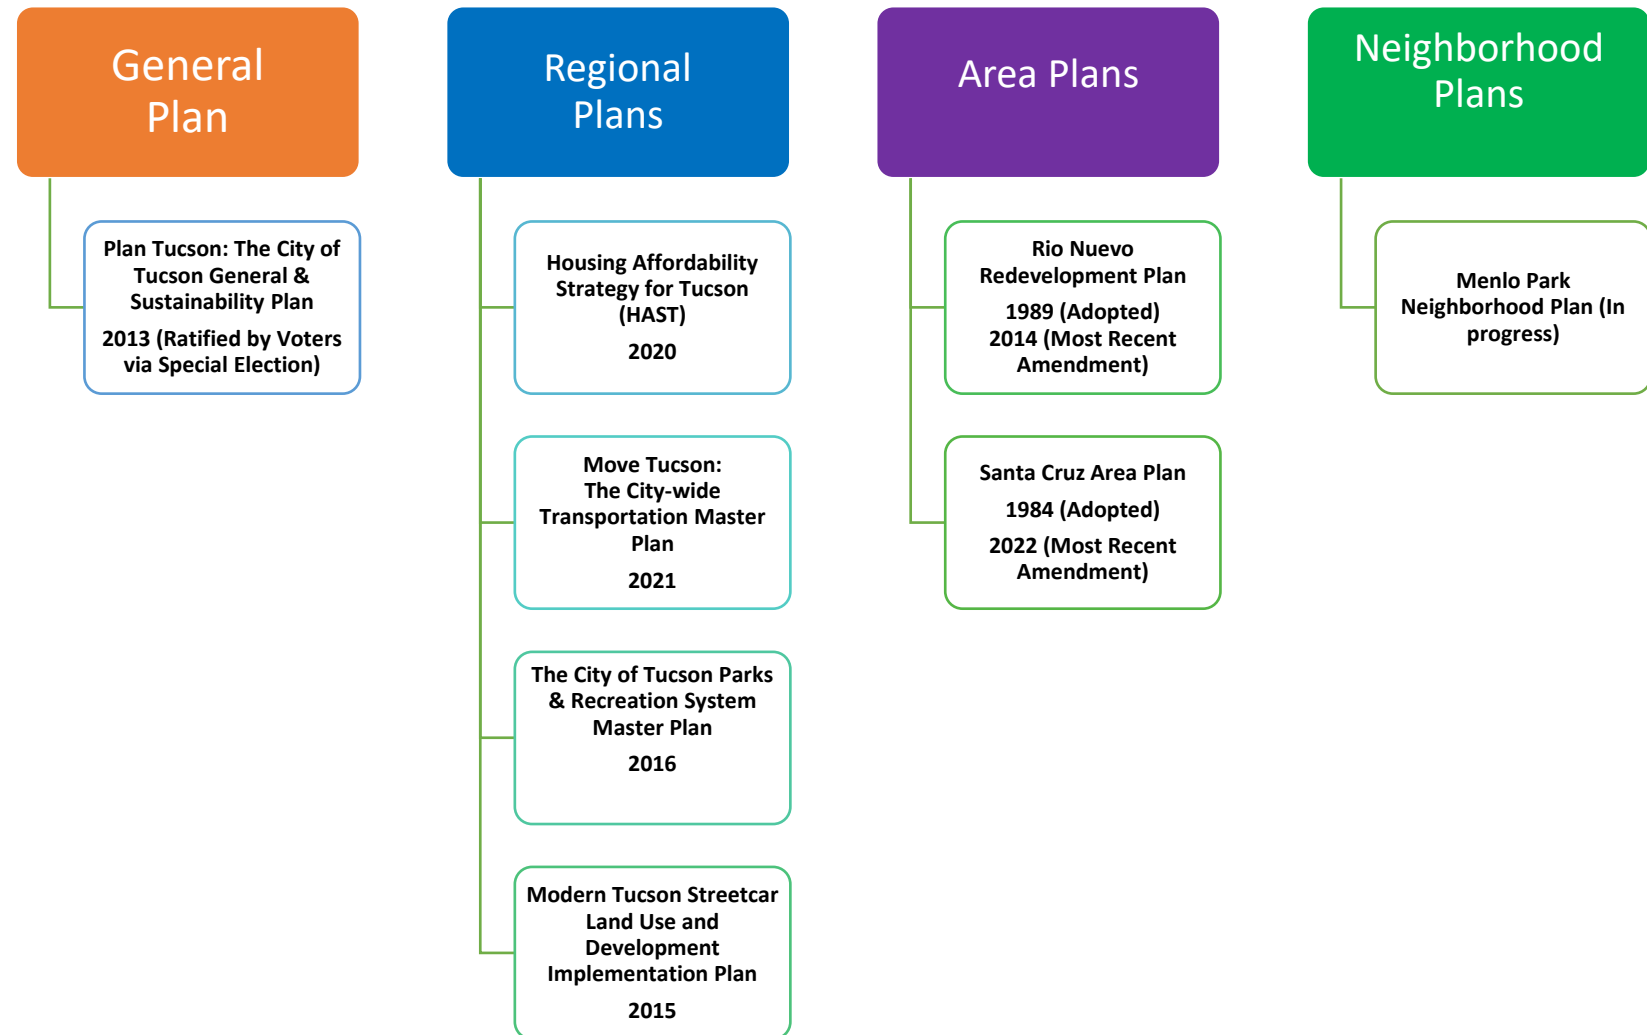 General
Plan
Plan Tucson: The City of
Tucson General &
Sustainability Plan
2013 (Ratified by Voters
via Special Election)
Regional
Plans
Housing Affordability
Strategy for Tucson
(HAST)
2020
Move Tucson:
The City-wide
Transportation Master
Plan
2021
The City of Tucson Parks
& Recreation System
Master Plan
2016
Modern Tucson Streetcar
Land Use and
Development
Implementation Plan
2015
Area Plans
Rio Nuevo
Redevelopment Plan
1989 (Adopted)
2014 (Most Recent
Amendment)
Santa Cruz Area Plan
1984 (Adopted)
2022 (Most Recent
Amendment)
Neighborhood
Plans
Menlo Park
Neighborhood Plan (In
progress)